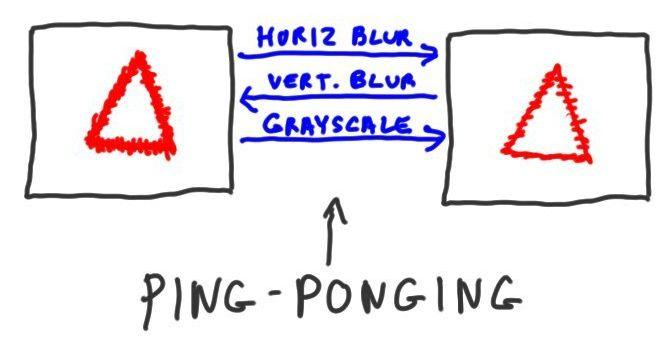 HORIZ BLUR
VERT. BLUR
GRAYSCALE
PING-PONGING